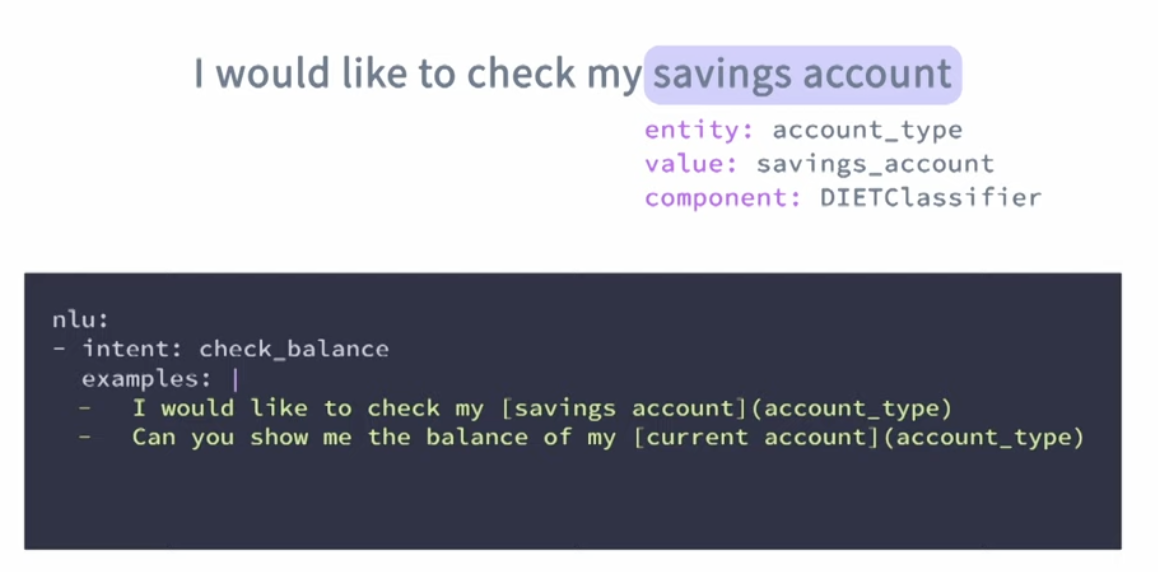 I would like to check my savings account
entity: account_type
value: savings_account
component: DIETClassifier
nlu:
- intent: check_balance
examples: |
- I would like to check my [savings account](account_type)
- Can you show me the balance of my [current account](account_type)